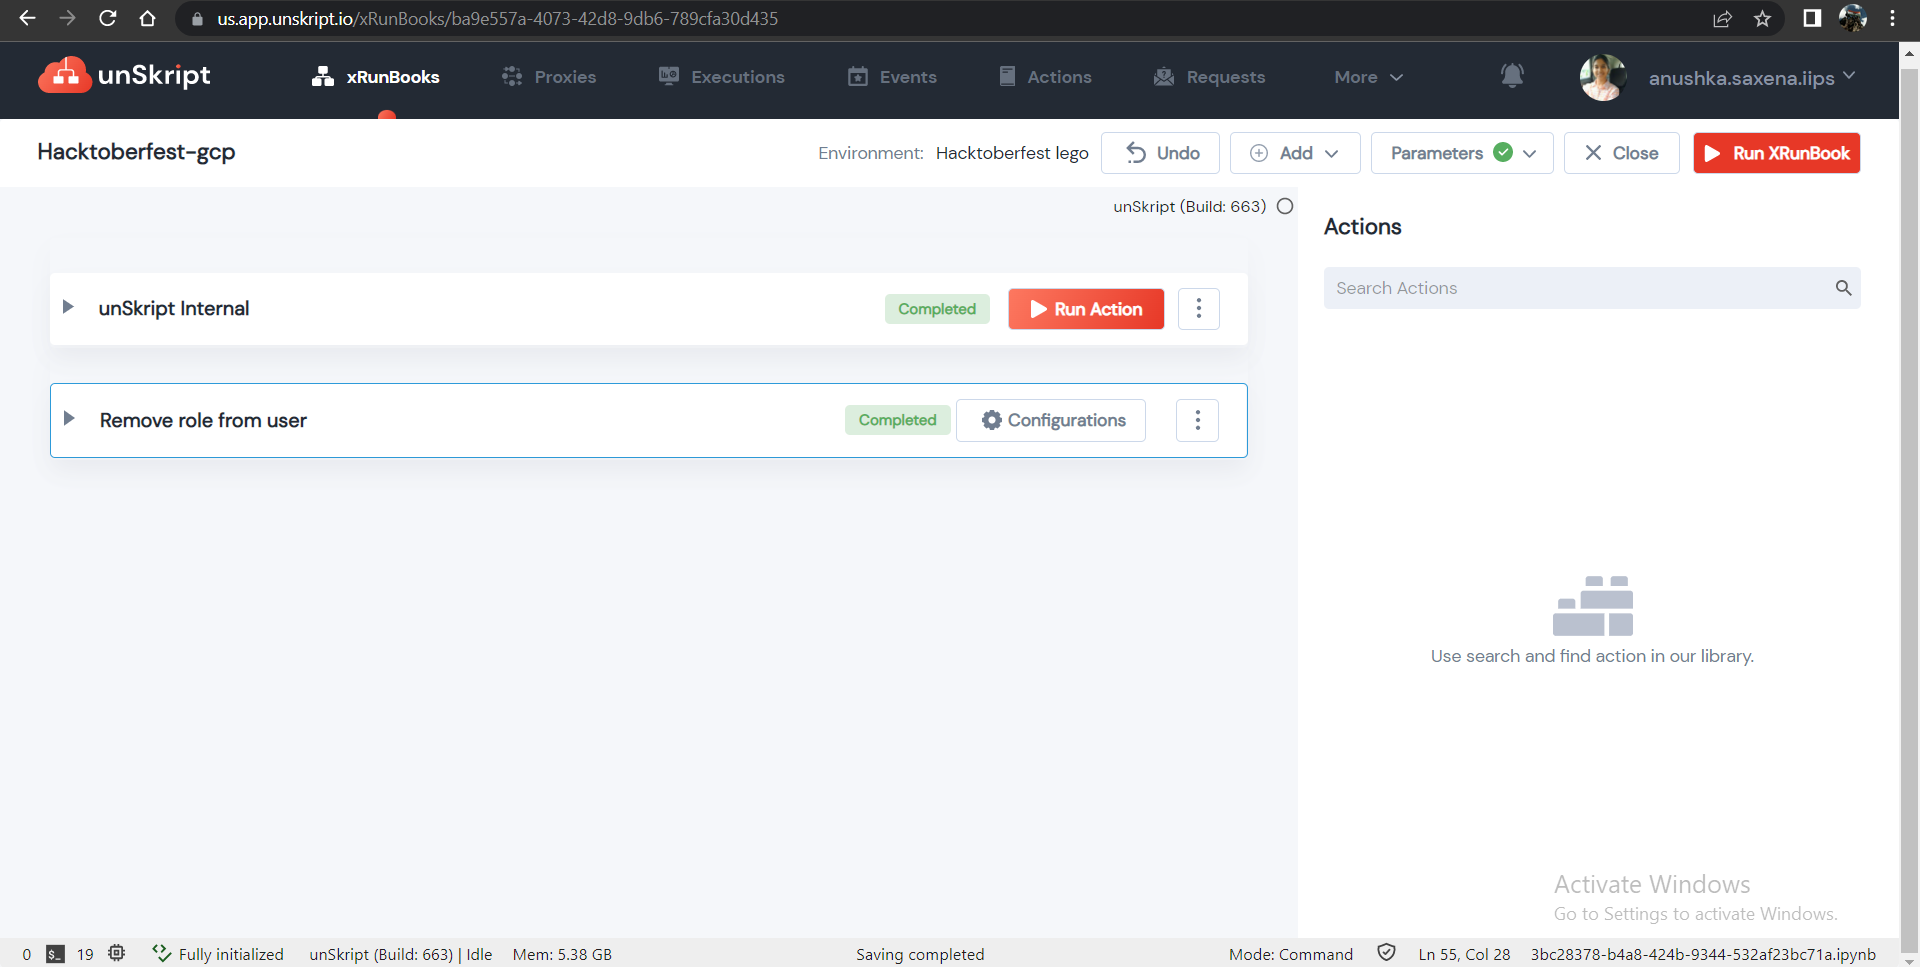 us.app.unskript.io/xRunBooks/ba9e557a-4073-42d8-9db6-789cfa30d435
unSkript xRunBooks Proxies Executions Events Actions Requests More anushka.saxena.iips
Hacktoberfest-gcp Environment: Hacktoberfest lego Undo Add Parameters Close Run XRunBook
unSkript (Build: 663)
Actions
Search Actions
unSkript Internal Completed Run Action
Remove role from user Completed Configurations
Use search and find action in our library.
Activate Windows
Go to Settings to activate Windows.
0 $_ 19 Fully initialized unSkript (Build: 663) | Idle Mem: 5.38 GB Saving completed Mode: Command Ln 55, Col 28 3bc28378-b4a8-424b-9344-532af23bc71a.ipynb